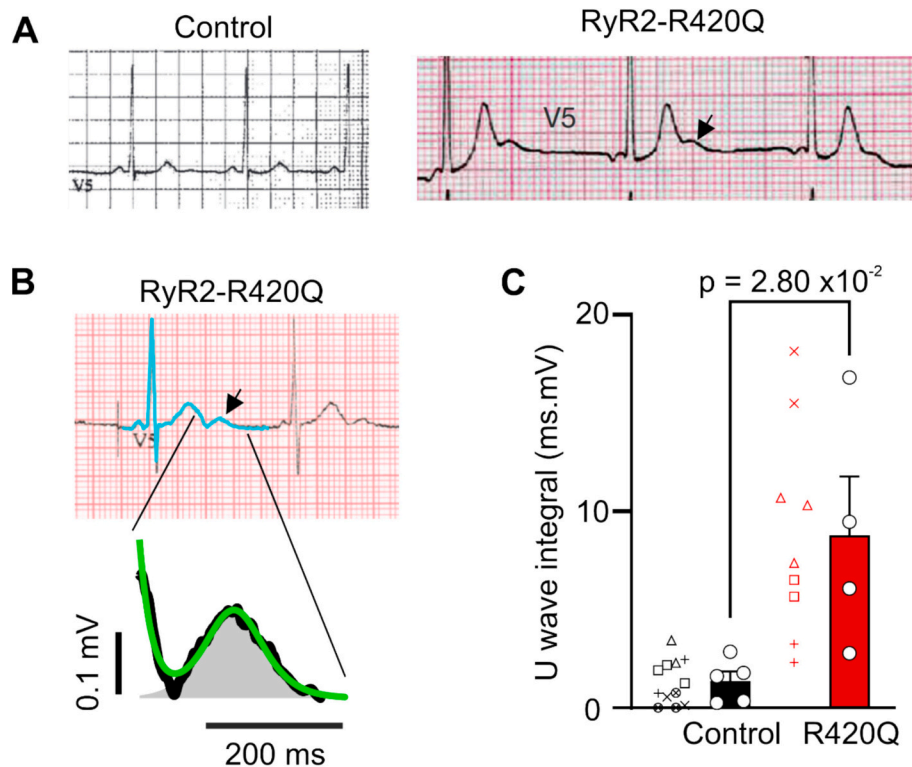 A
Control
RyR2-R420Q
V5
V5
B
RyR2-R420Q
V5
0.1 mV
200 ms
C
p = 2.80 x10-2
U wave integral (ms.mV)
20
10
0
Control
R420Q